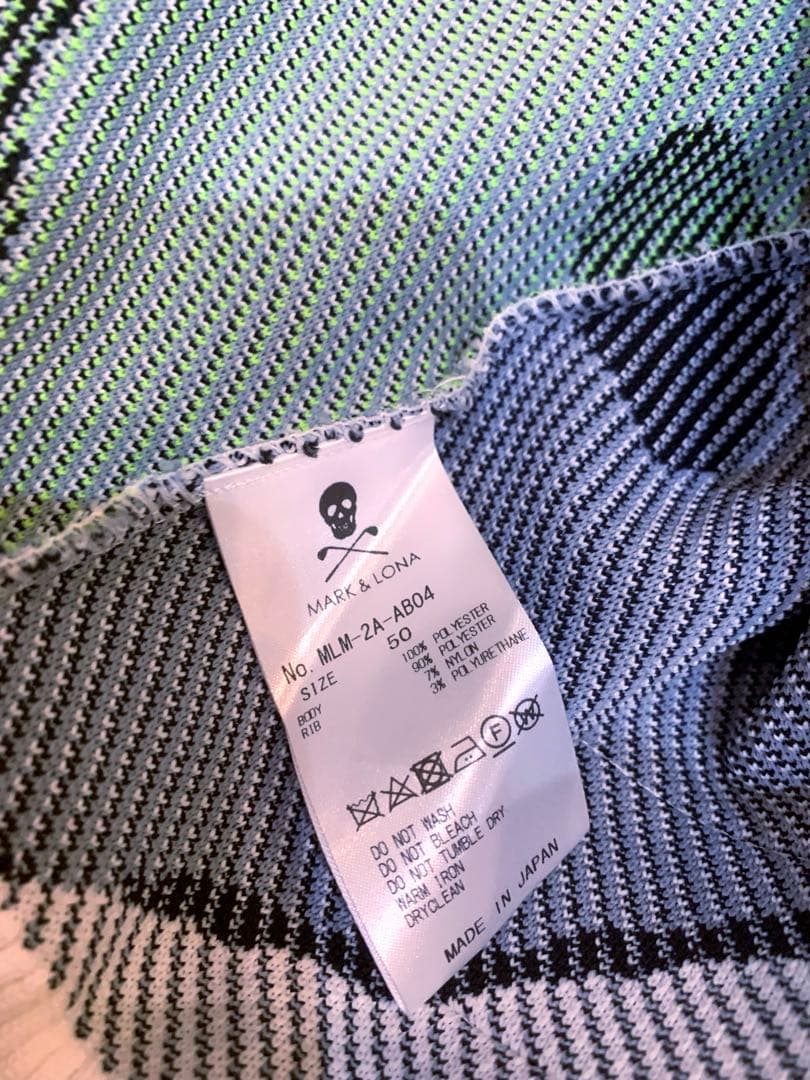 MARK & LONA
No. MLM-2A-AB04
SIZE 50
BODY 100% POLYESTER
RIB 90% POLYESTER
7% NYLON
3% POLYURETHANE
F W
DO NOT WASH
DO NOT BLEACH
DO NOT TUMBLE DRY
WARM IRON
DRYCLEAN
MADE IN JAPAN